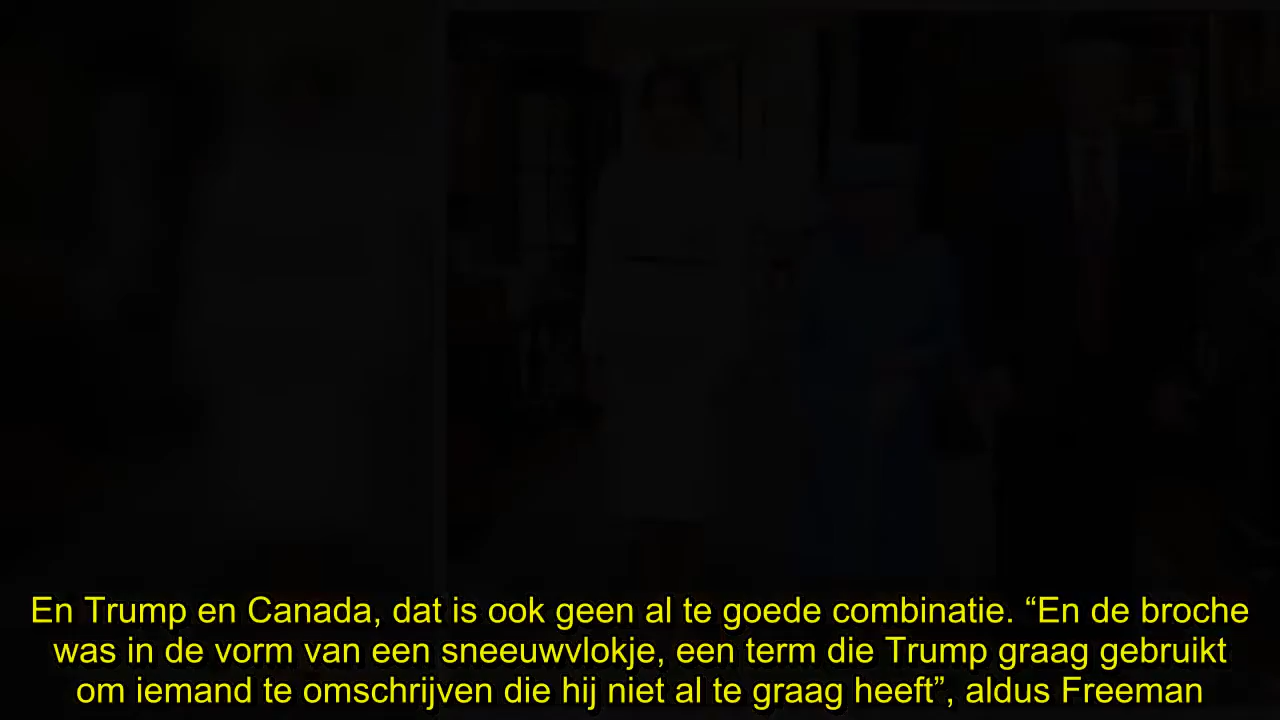 En Trump en Canada, dat is ook geen al te goede combinatie. “En de broche
was in de vorm van een sneeuwvlokje, een term die Trump graag gebruikt
om iemand te omschrijven die hij niet al te graag heeft”, aldus Freeman